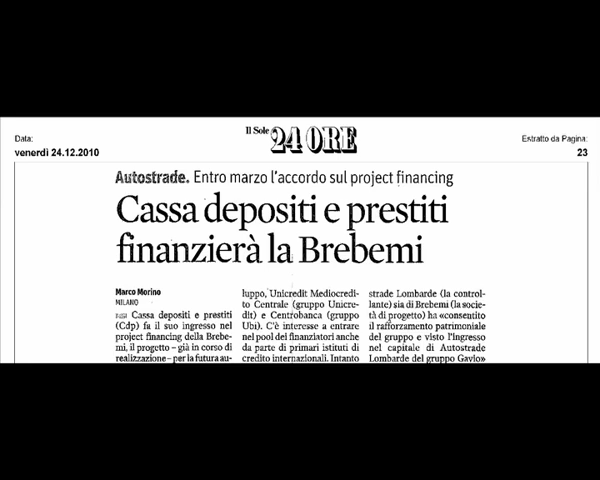 Data:
venerdì 24.12.2010
Il Sole
24 ORE
Estratto da Pagina:
23
Autostrade. Entro marzo l'accordo sul project financing
Cassa depositi e prestiti
finanzierà la Brebemi
Marco Morino
MILANO
Cassa depositi e prestiti
(Cdp) fa il suo ingresso nel
project financing della Brebe-
mi, il progetto – già in corso di
realizzazione – per la futura au-
luppo, Unicredit Mediocredi-
to Centrale (gruppo Unicre-
dit) e Centrobanca (gruppo
Ubi). C'è interesse a entrare
nel pool dei finanziatori anche
da parte di primari istituti di
credito internazionali. Intanto
strade Lombarde (la control-
lante) sia di Brebemi (la socie-
tà di progetto) ha «consentito
il rafforzamento patrimoniale
del gruppo e visto l'ingresso
nel capitale di Autostrade
Lombarde del gruppo Gavio»